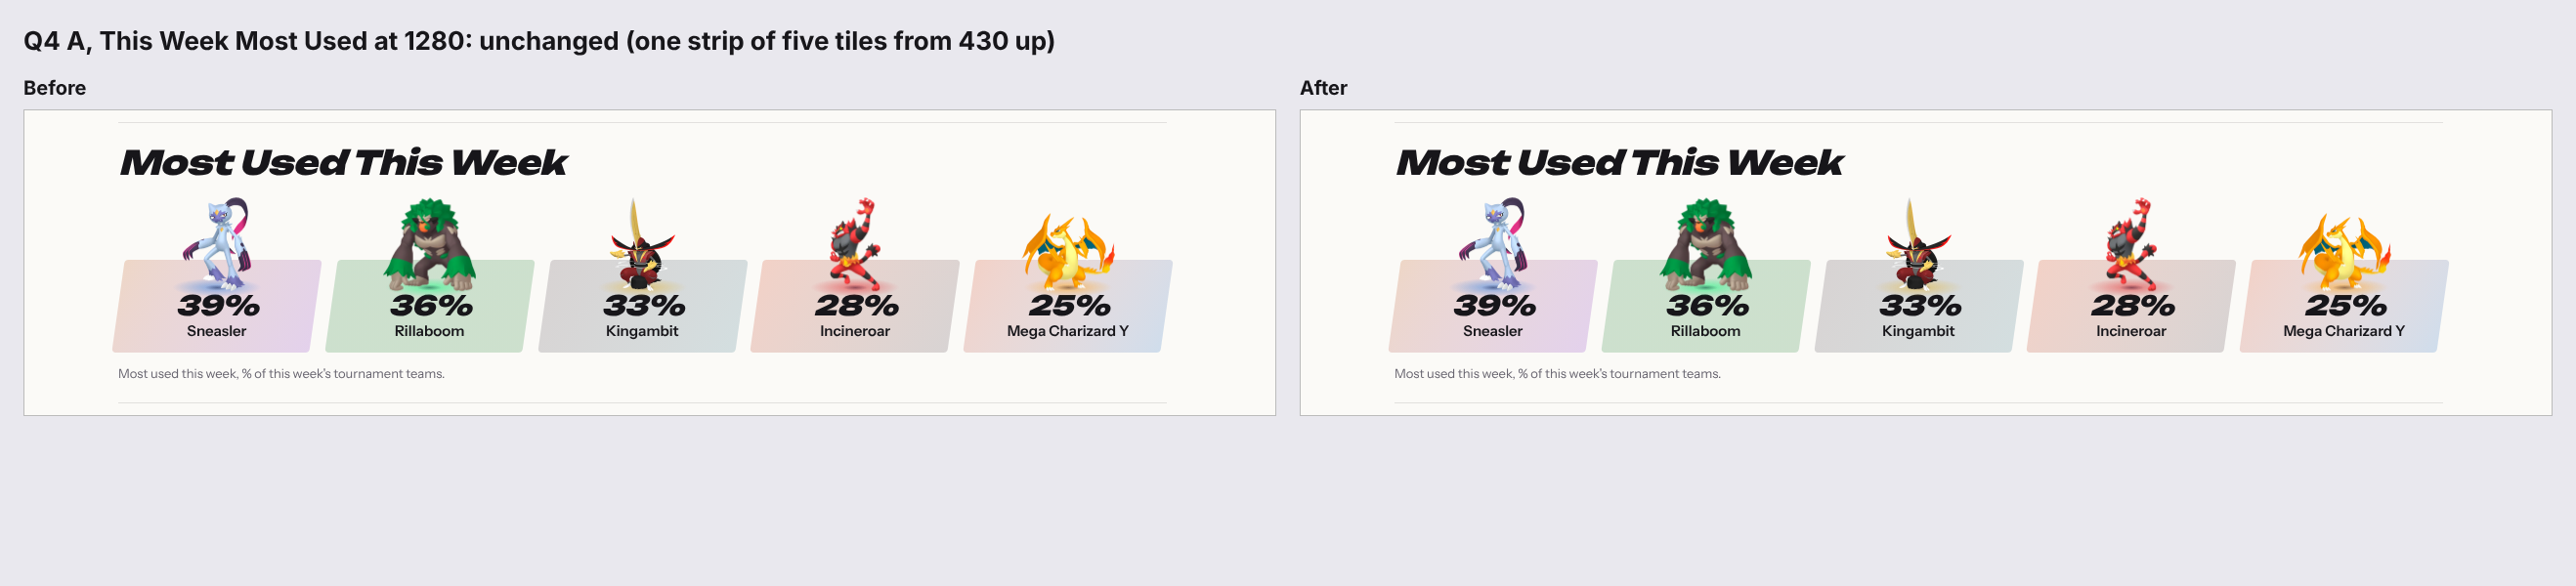 Q4 A, This Week Most Used at 1280: unchanged (one strip of five tiles from 430 up)
Before
Most Used This Week
39%
Sneasler
36%
Rillaboom
33%
Kingambit
28%
Incineroar
25%
Mega Charizard Y
Most used this week, % of this week's tournament teams.
After
Most Used This Week
39%
Sneasler
36%
Rillaboom
33%
Kingambit
28%
Incineroar
25%
Mega Charizard Y
Most used this week, % of this week's tournament teams.